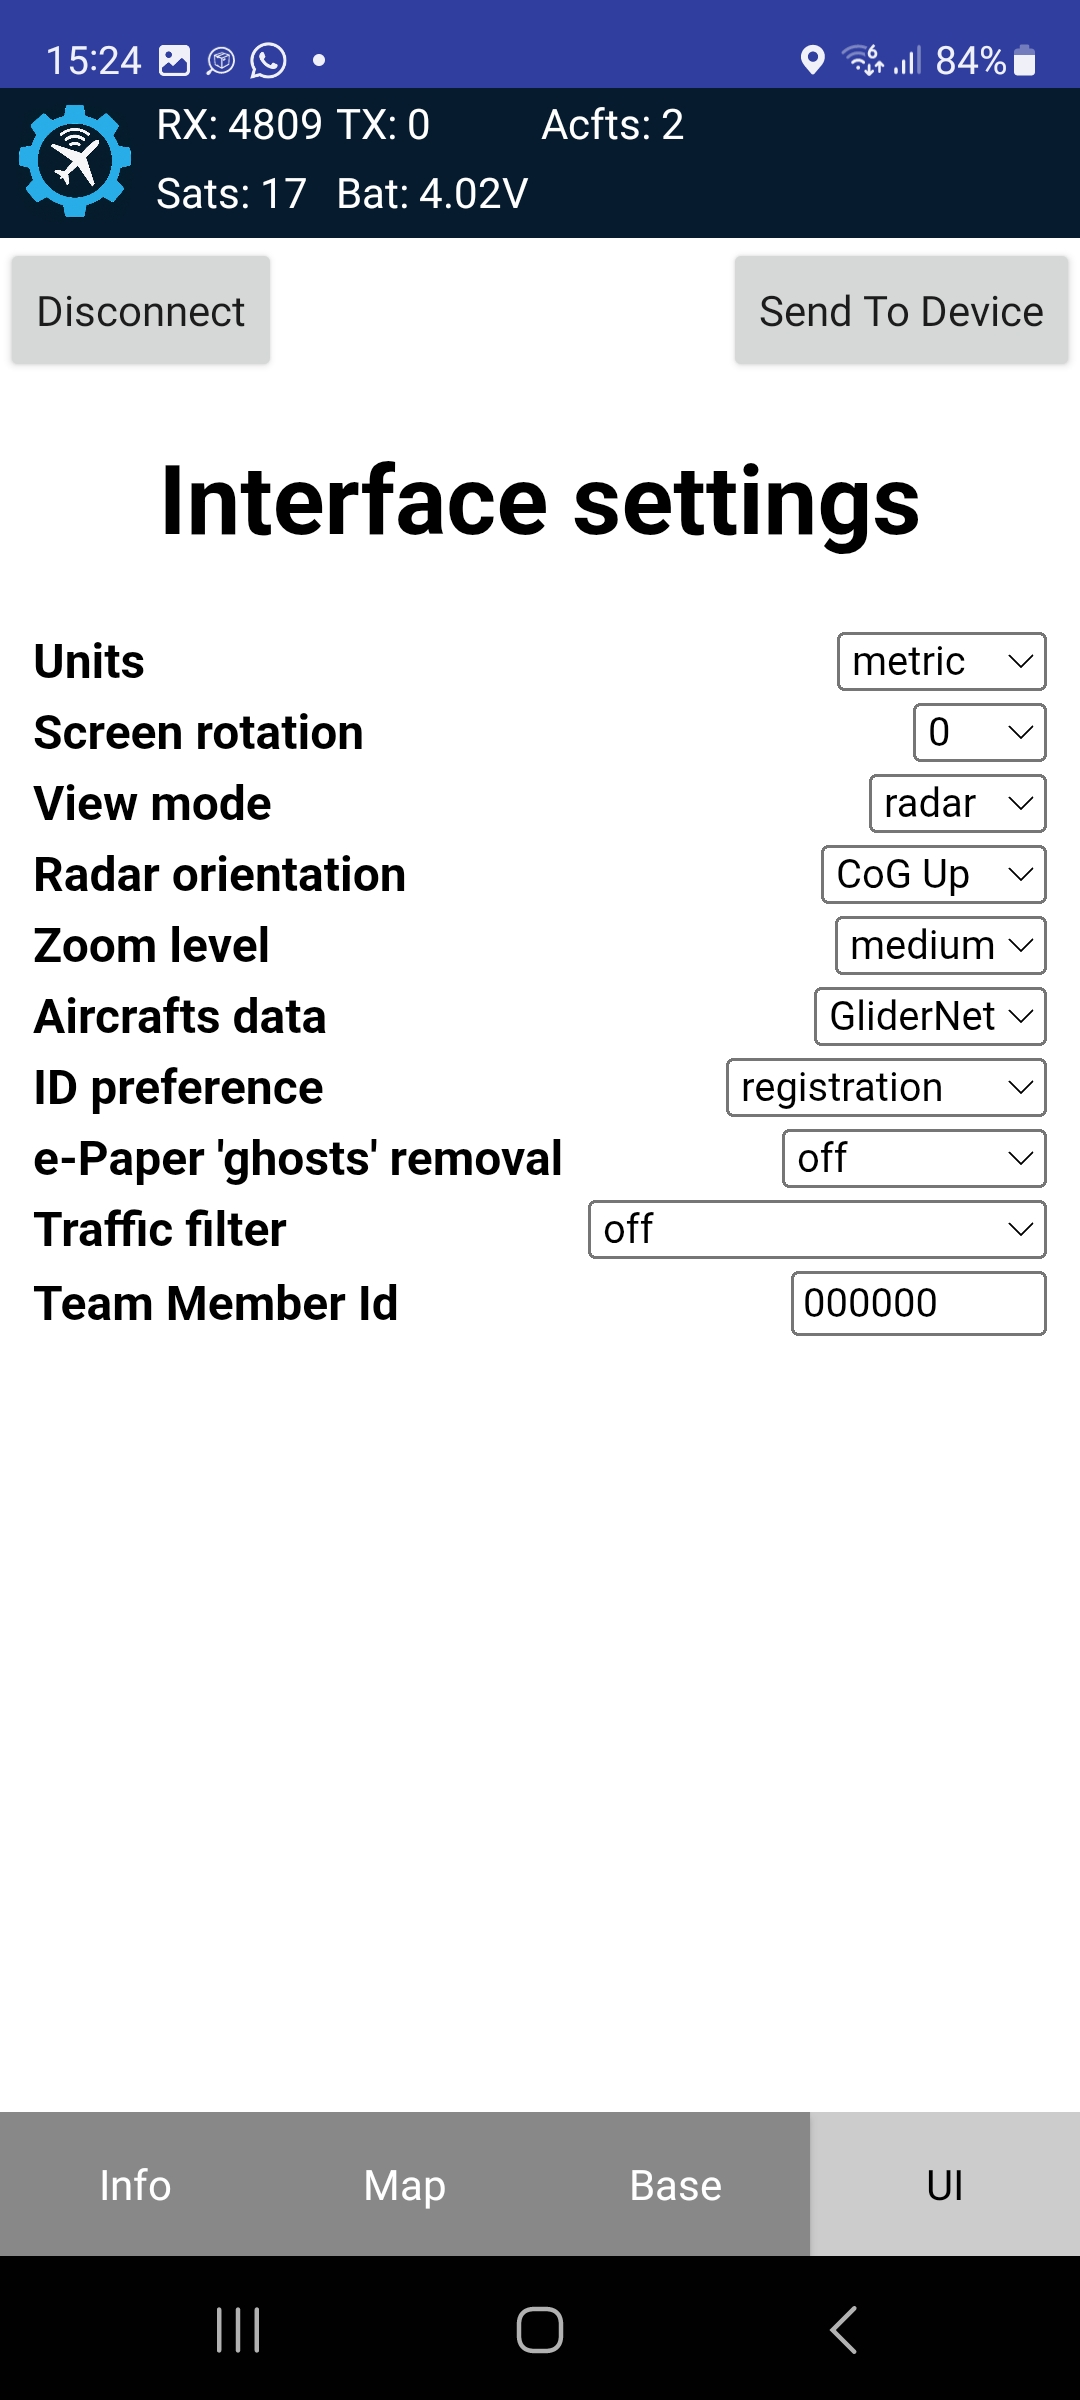 15:24 6 84%
RX: 4809 TX: 0 Acfts: 2
Sats: 17 Bat: 4.02V
Disconnect Send To Device
Interface settings
Units metric
Screen rotation 0
View mode radar
Radar orientation CoG Up
Zoom level medium
Aircrafts data GliderNet
ID preference registration
e-Paper 'ghosts' removal off
Traffic filter off
Team Member Id 000000
Info Map Base UI